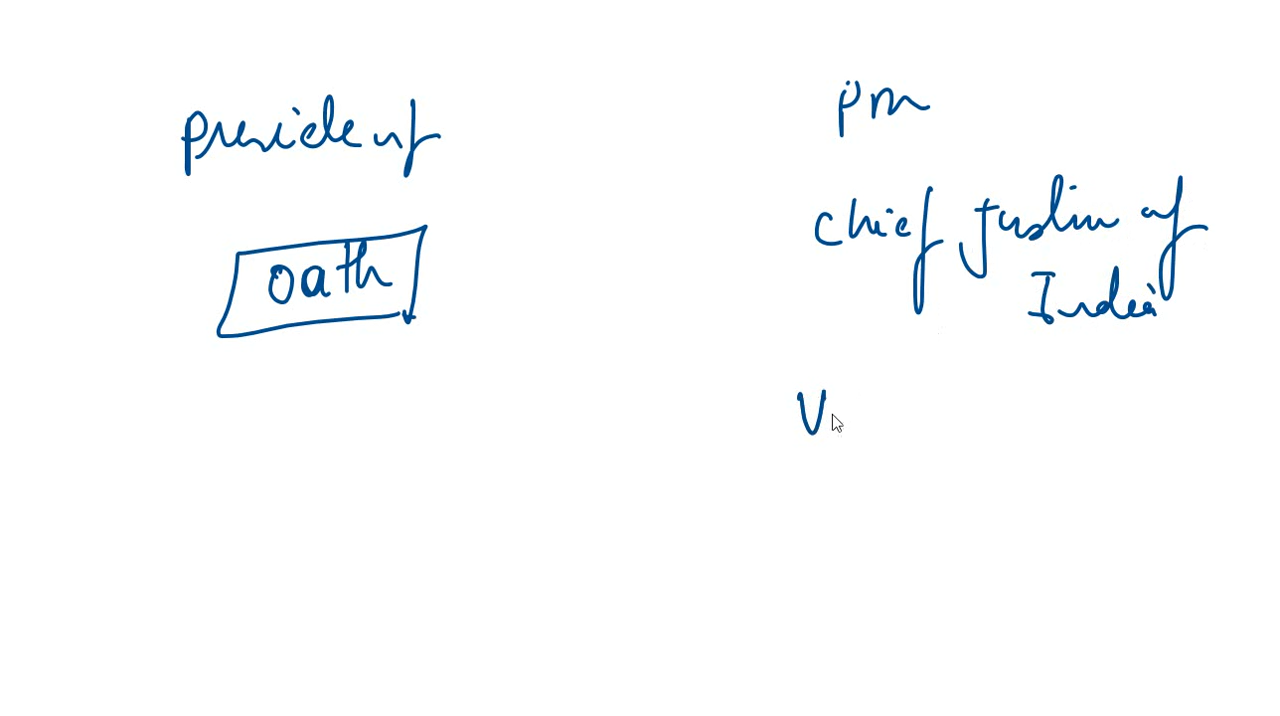 president
oath
pm
chief Justice of
India
V